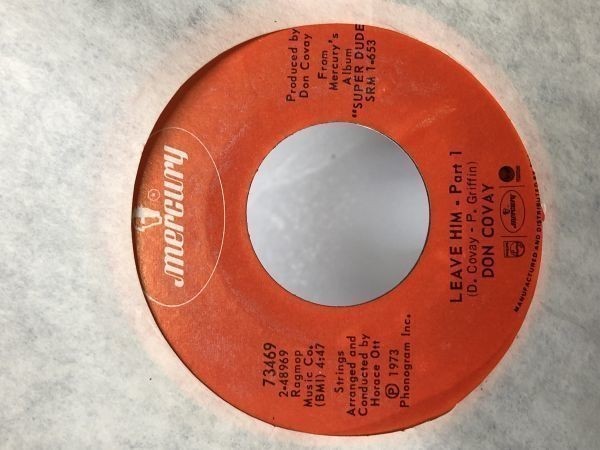 mercury
73469
2-48969
Ragmop
Music Co.
(BMI) 4:47
Strings
Arranged and
Conducted by
Horace Ott
Ⓟ 1973
Phonogram Inc.
Produced by
Don Covay
From
Mercury's
Album
"SUPER DUDE
SRM 1-653
LEAVE HIM - Part 1
(D. Covay - P. Griffin)
DON COVAY
mercury
MANUFACTURED AND DISTRIBUTED